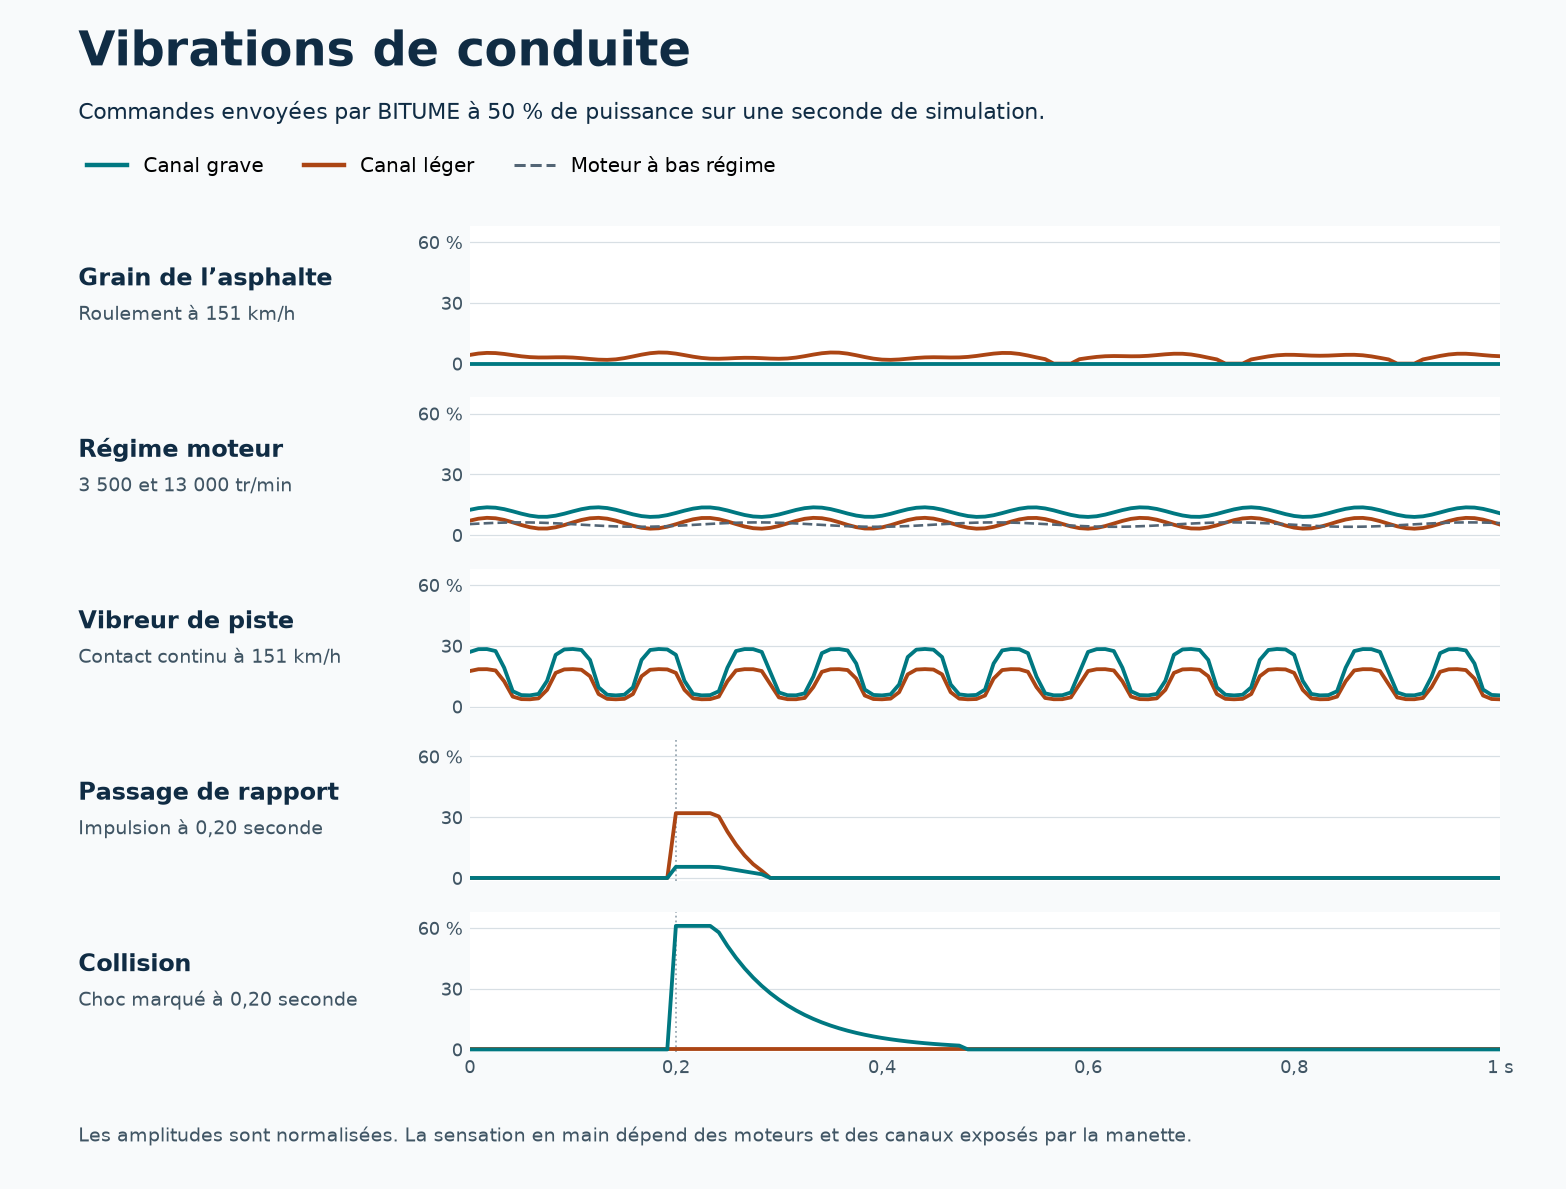 Vibrations de conduite
Commandes envoyées par BITUME à 50 % de puissance sur une seconde de simulation.
Canal grave Canal léger Moteur à bas régime
60 %
Grain de l’asphalte
30
Roulement à 151 km/h
0
60 %
Régime moteur
30
3 500 et 13 000 tr/min
0
60 %
Vibreur de piste
30
Contact continu à 151 km/h
0
60 %
Passage de rapport
30
Impulsion à 0,20 seconde
0
60 %
Collision
30
Choc marqué à 0,20 seconde
0
0 0,2 0,4 0,6 0,8 1 s
Les amplitudes sont normalisées. La sensation en main dépend des moteurs et des canaux exposés par la manette.